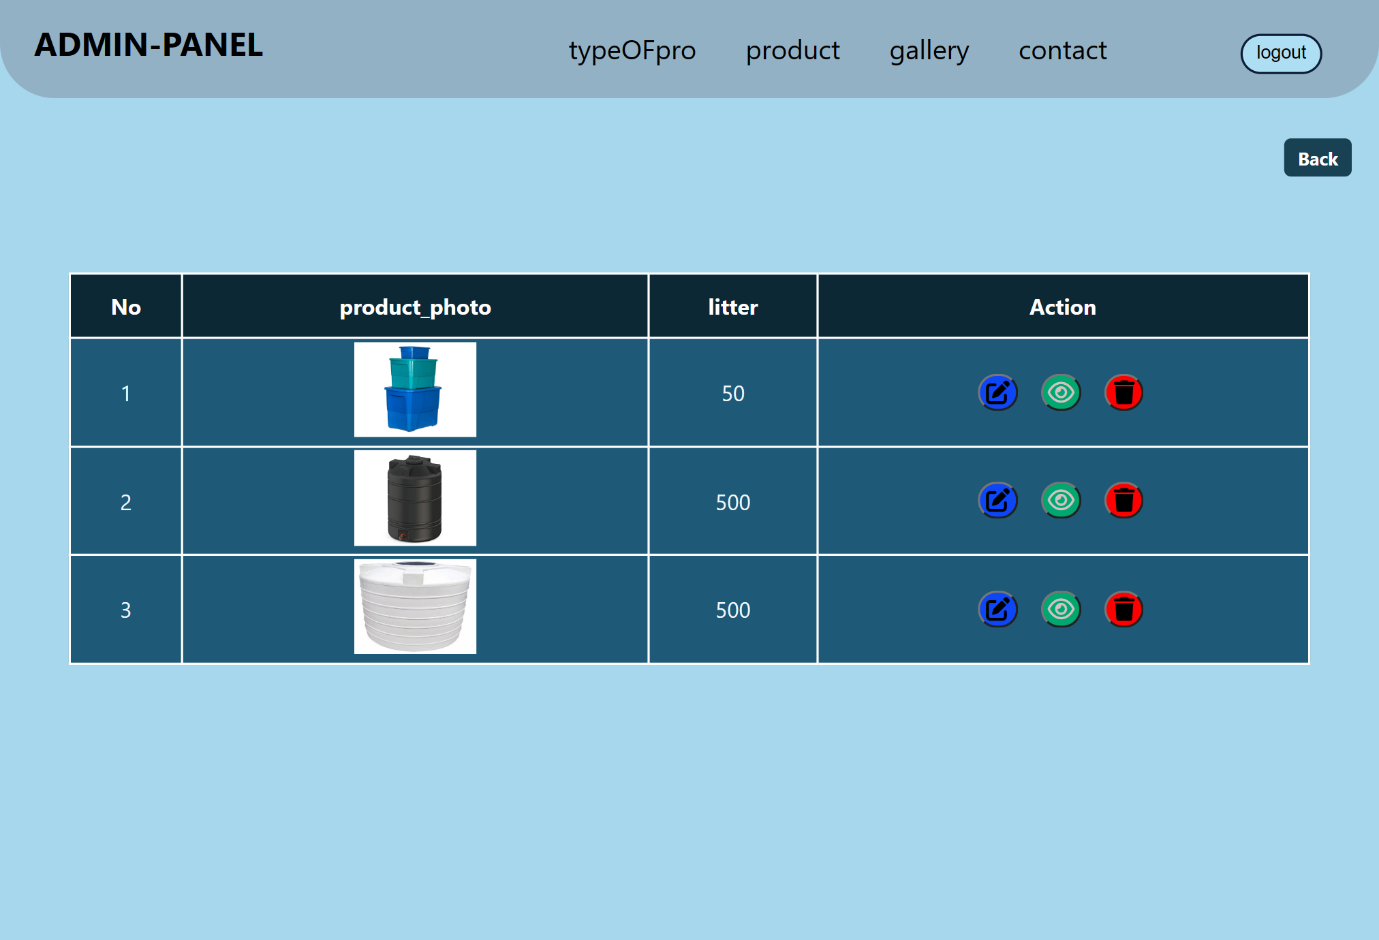 ADMIN-PANEL typeOFpro product gallery contact logout
Back
No product_photo litter Action
1 50
2 500
3 500